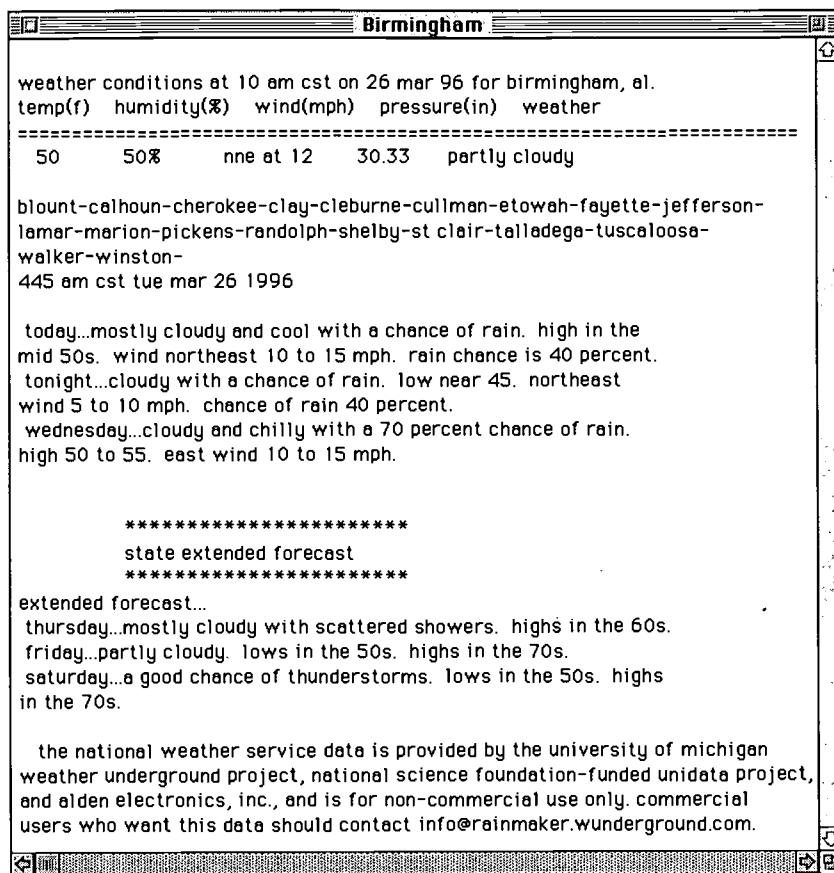 Birmingham
weather conditions at 10 am cst on 26 mar 96 for birmingham, al.
temp(f) humidity(%) wind(mph) pressure(in) weather
==============================================================================
50 50% nne at 12 30.33 partly cloudy
blount-calhoun-cherokee-clay-cleburne-cullman-etowah-fayette-jefferson-
lamar-marion-pickens-randolph-shelby-st clair-talladega-tuscaloosa-
walker-winston-
445 am cst tue mar 26 1996
today...mostly cloudy and cool with a chance of rain. high in the
mid 50s. wind northeast 10 to 15 mph. rain chance is 40 percent.
tonight...cloudy with a chance of rain. low near 45. northeast
wind 5 to 10 mph. chance of rain 40 percent.
wednesday...cloudy and chilly with a 70 percent chance of rain.
high 50 to 55. east wind 10 to 15 mph.
***********************
state extended forecast
***********************
extended forecast...
thursday...mostly cloudy with scattered showers. highs in the 60s.
friday...partly cloudy. lows in the 50s. highs in the 70s.
saturday...a good chance of thunderstorms. lows in the 50s. highs
in the 70s.
the national weather service data is provided by the university of michigan
weather underground project, national science foundation-funded unidata project,
and alden electronics, inc., and is for non-commercial use only. commercial
users who want this data should contact info@rainmaker.wunderground.com.